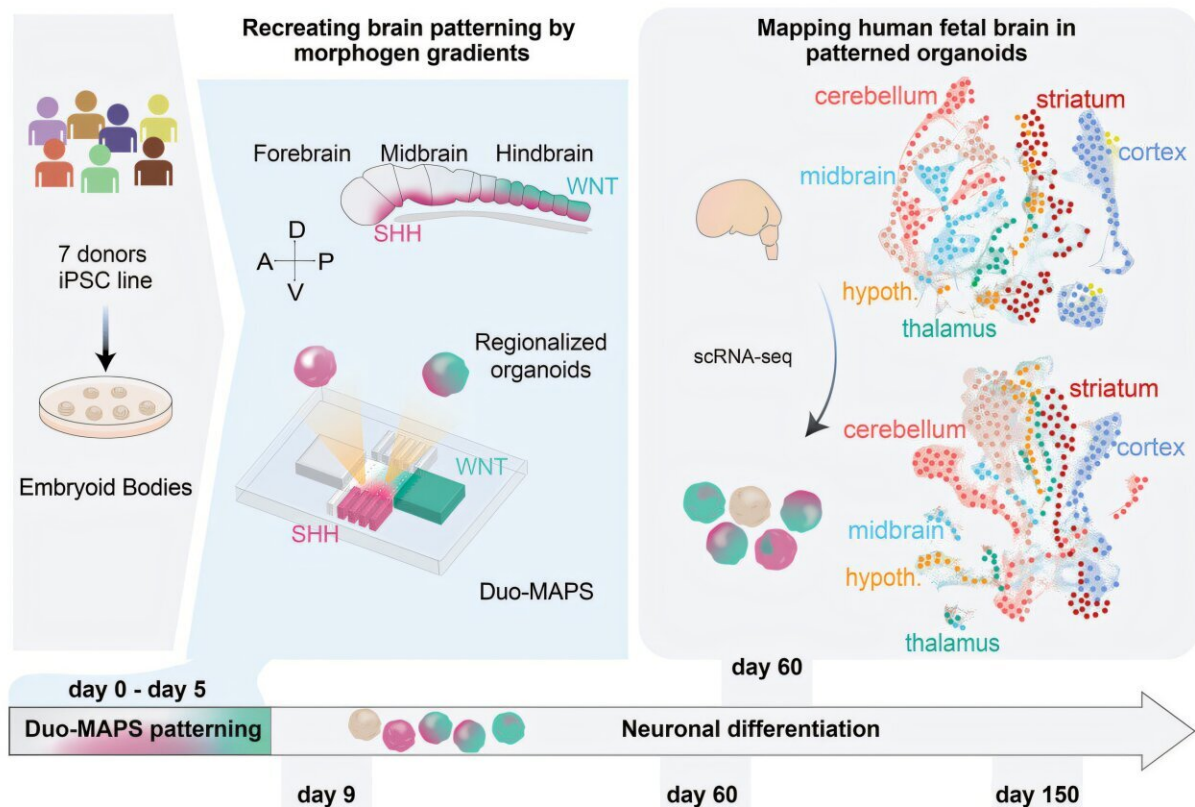 Recreating brain patterning by
morphogen gradients
Mapping human fetal brain in
patterned organoids
7 donors
iPSC line
Embryoid Bodies
Forebrain Midbrain Hindbrain
WNT
SHH
D
A P
V
Regionalized
organoids
WNT
SHH
Duo-MAPS
scRNA-seq
cerebellum
striatum
cortex
midbrain
hypoth.
thalamus
striatum
cerebellum
cortex
midbrain
hypoth.
thalamus
day 60
day 0 - day 5
Duo-MAPS patterning
Neuronal differentiation
day 9
day 60
day 150